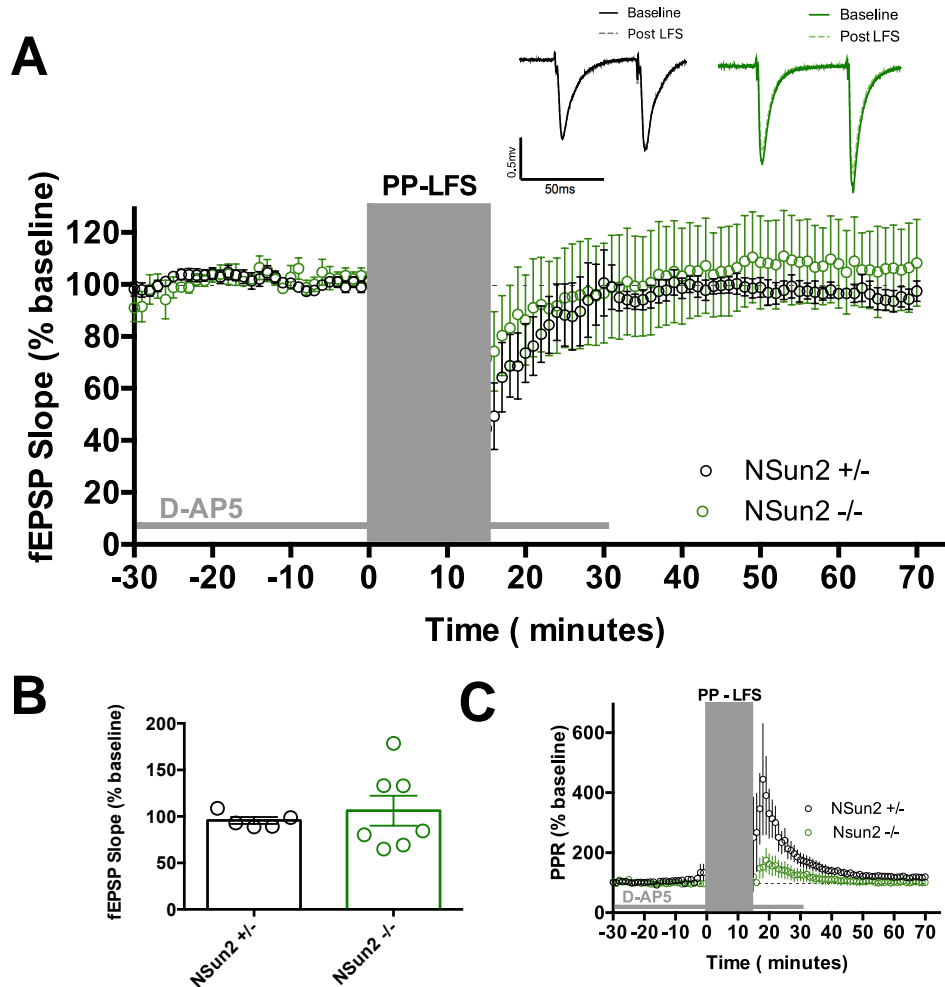 A
Baseline
Post LFS
Baseline
Post LFS
0.5mv
50ms
PP-LFS
fEPSP Slope (% baseline)
120
100
80
60
40
20
0
D-AP5
NSun2 +/-
NSun2 -/-
-30 -20 -10 0 10 20 30 40 50 60 70
Time ( minutes)
B
fEPSP Slope (% baseline)
200
150
100
50
0
NSun2 +/-
NSun2 -/-
C
PP - LFS
PPR (% baseline)
600
400
200
0
NSun2 +/-
Nsun2 -/-
D-AP5
-30 -20 -10 0 10 20 30 40 50 60 70
Time ( minutes)